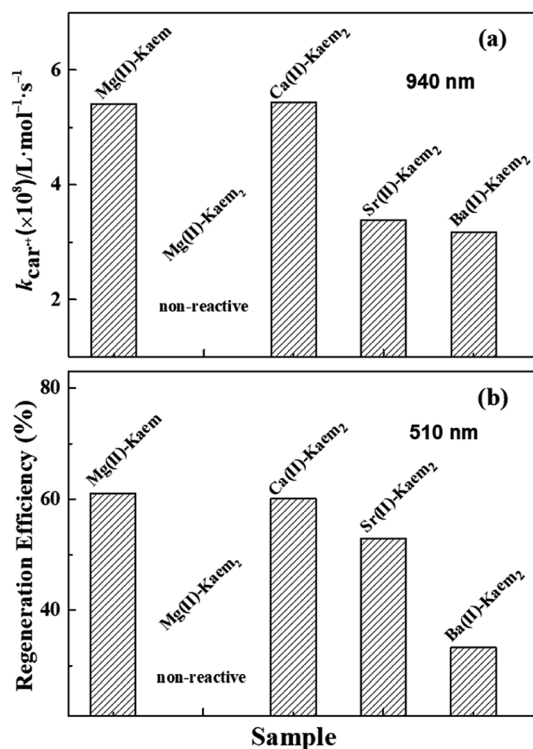 (a)
940 nm
Mg(II)-Kaem
Mg(II)-Kaem₂
non-reactive
Ca(II)-Kaem₂
Sr(II)-Kaem₂
Ba(II)-Kaem₂
6
4
2
k_car•+(×10⁸)/L·mol⁻¹·s⁻¹
(b)
510 nm
Mg(II)-Kaem
Mg(II)-Kaem₂
non-reactive
Ca(II)-Kaem₂
Sr(II)-Kaem₂
Ba(II)-Kaem₂
80
60
40
Regeneration Efficiency (%)
Sample